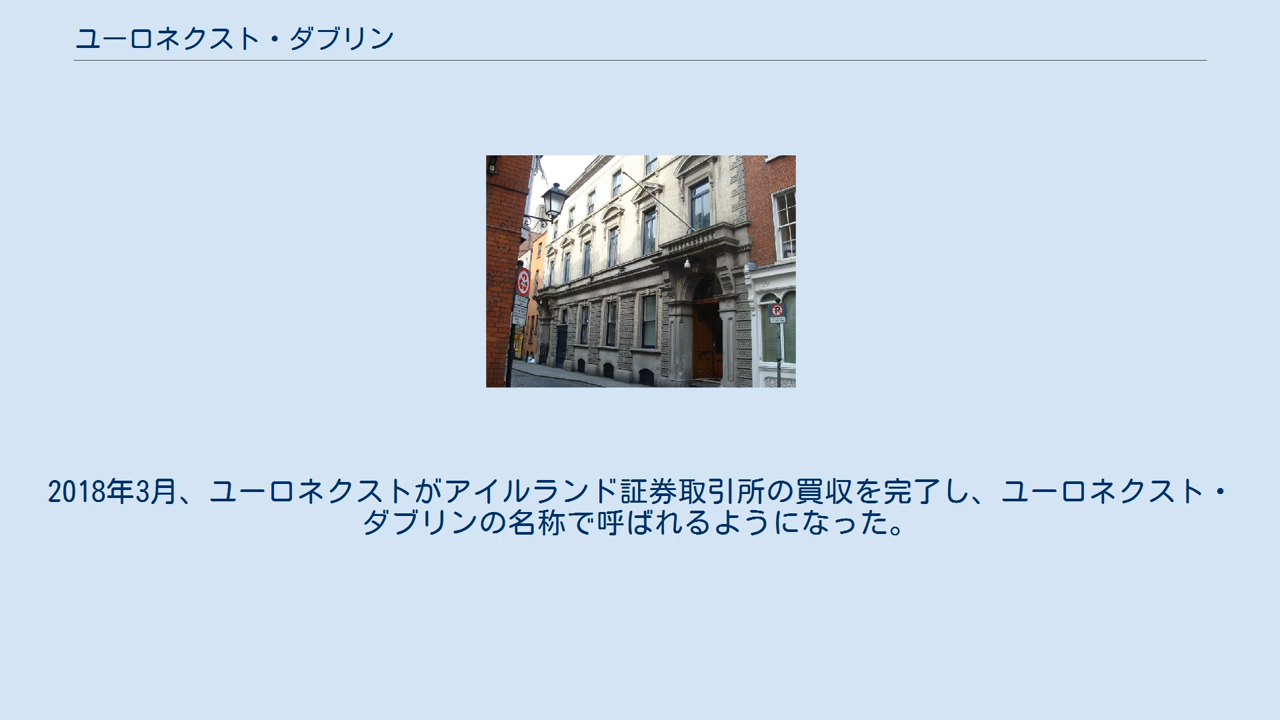 ユーロネクスト・ダブリン
2018年3月、ユーロネクストがアイルランド証券取引所の買収を完了し、ユーロネクスト・
ダブリンの名称で呼ばれるようになった。